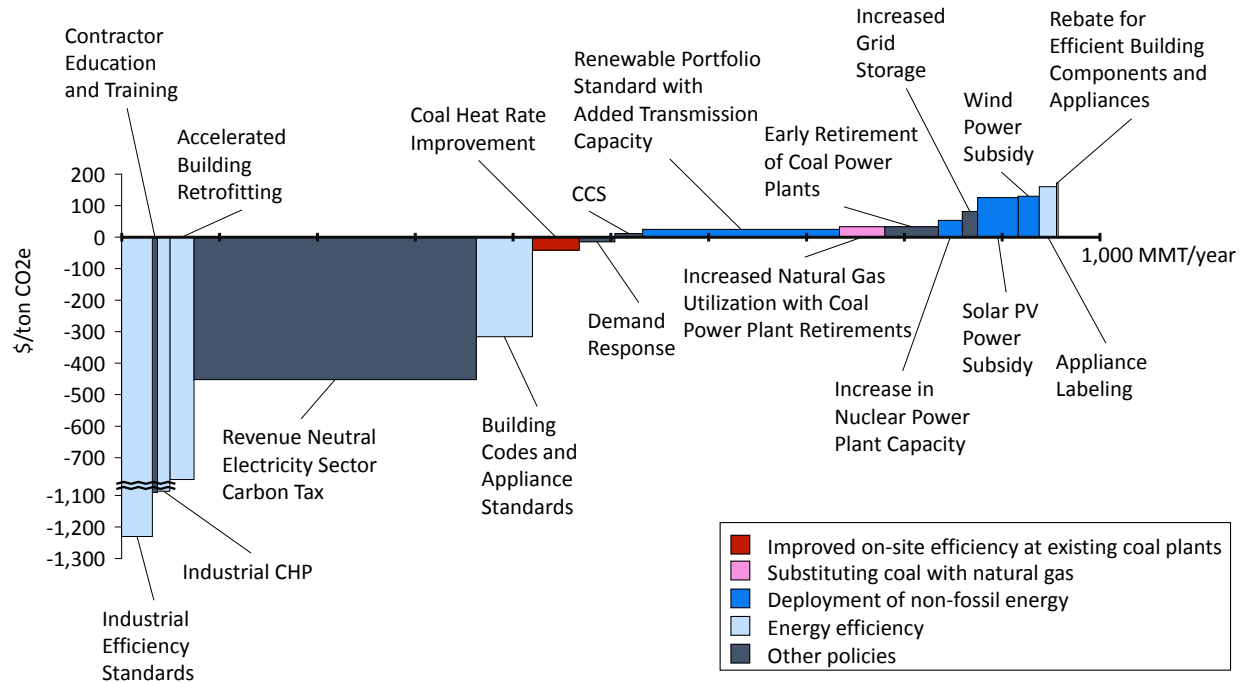 Contractor
Education
and Training
Accelerated
Building
Retrofitting
Coal Heat Rate
Improvement
Renewable Portfolio
Standard with
Added Transmission
Capacity
CCS
Early Retirement
of Coal Power
Plants
Increased
Grid
Storage
Wind
Power
Subsidy
Rebate for
Efficient Building
Components and
Appliances
$/ton CO2e
200
100
0
-100
-200
-300
-400
-500
-600
-700
-1,100
-1,200
-1,300
1,000 MMT/year
Industrial
Efficiency
Standards
Industrial CHP
Revenue Neutral
Electricity Sector
Carbon Tax
Building
Codes and
Appliance
Standards
Demand
Response
Increased Natural Gas
Utilization with Coal
Power Plant Retirements
Increase in
Nuclear Power
Plant Capacity
Solar PV
Power
Subsidy
Appliance
Labeling
Improved on-site efficiency at existing coal plants
Substituting coal with natural gas
Deployment of non-fossil energy
Energy efficiency
Other policies